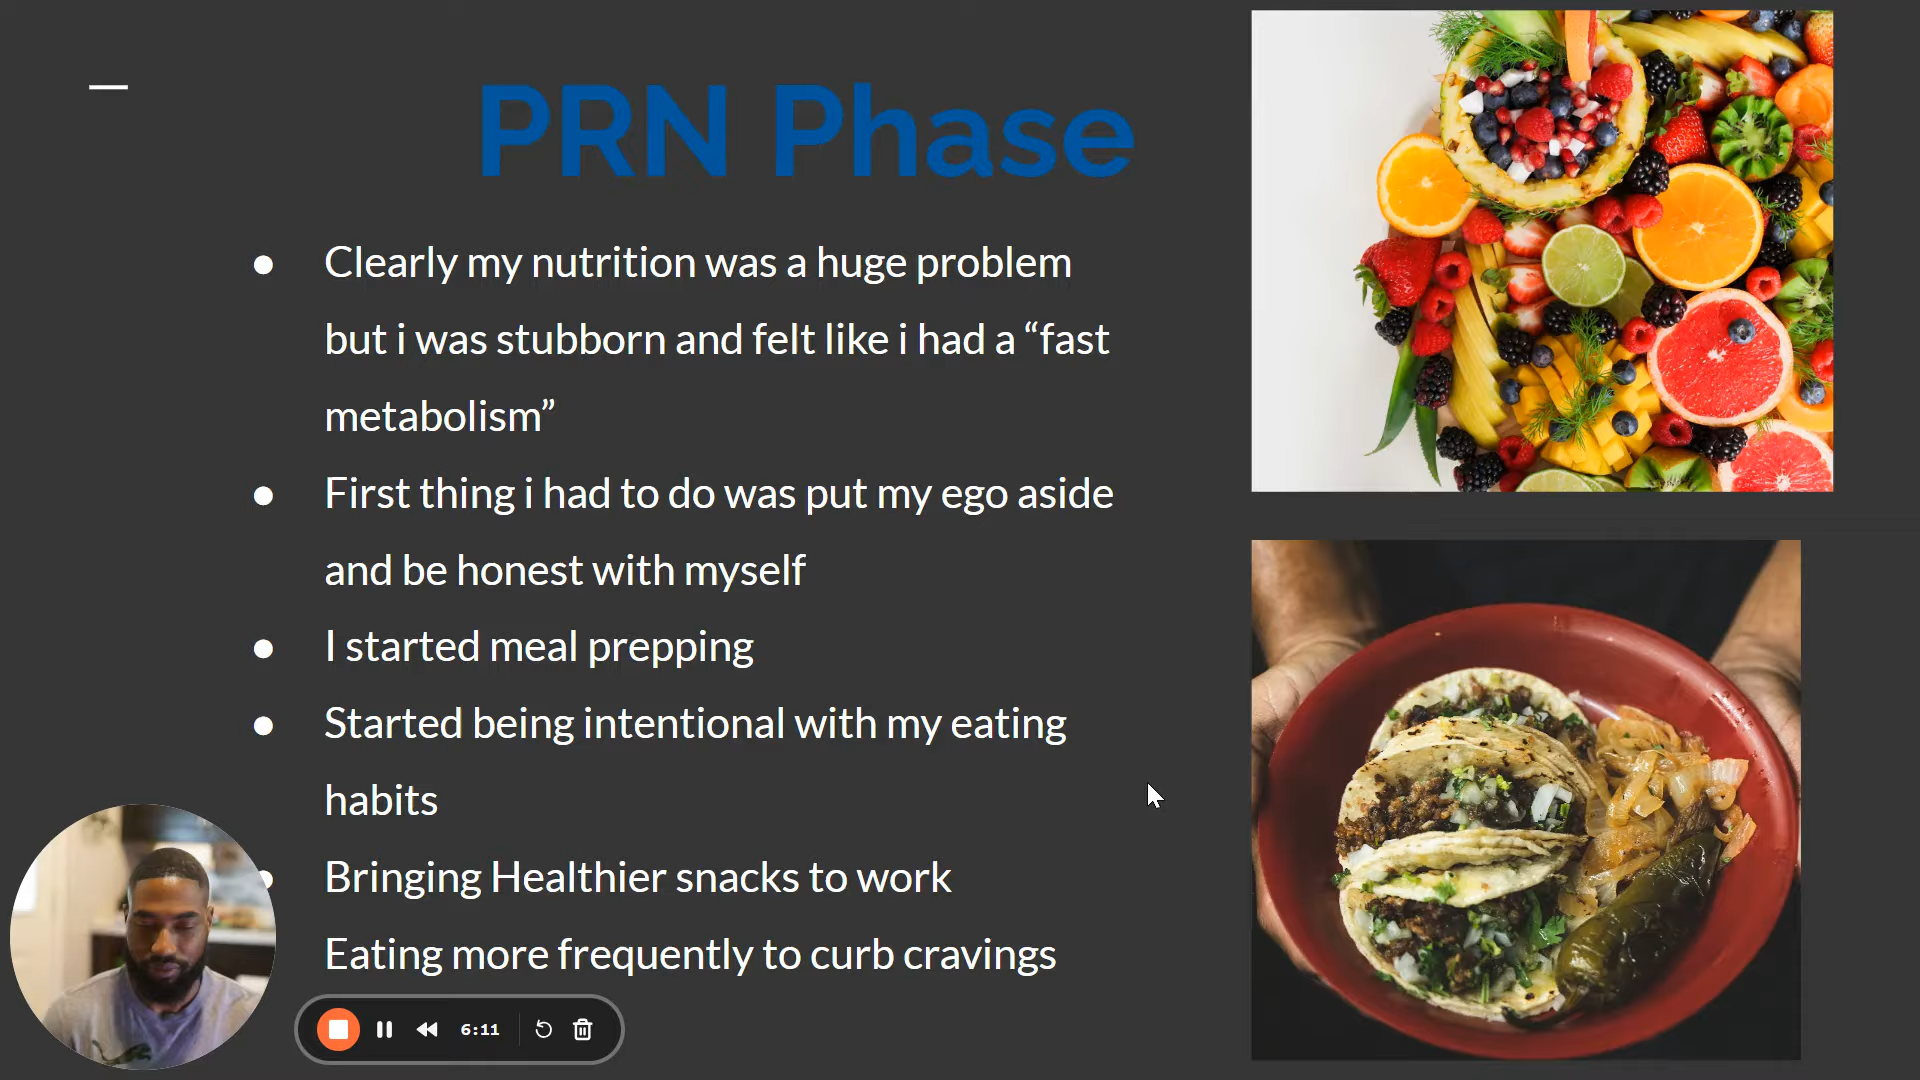 PRN Phase
● Clearly my nutrition was a huge problem
but i was stubborn and felt like i had a “fast
metabolism”
● First thing i had to do was put my ego aside
and be honest with myself
● I started meal prepping
● Started being intentional with my eating
habits
● Bringing Healthier snacks to work
Eating more frequently to curb cravings
6:11